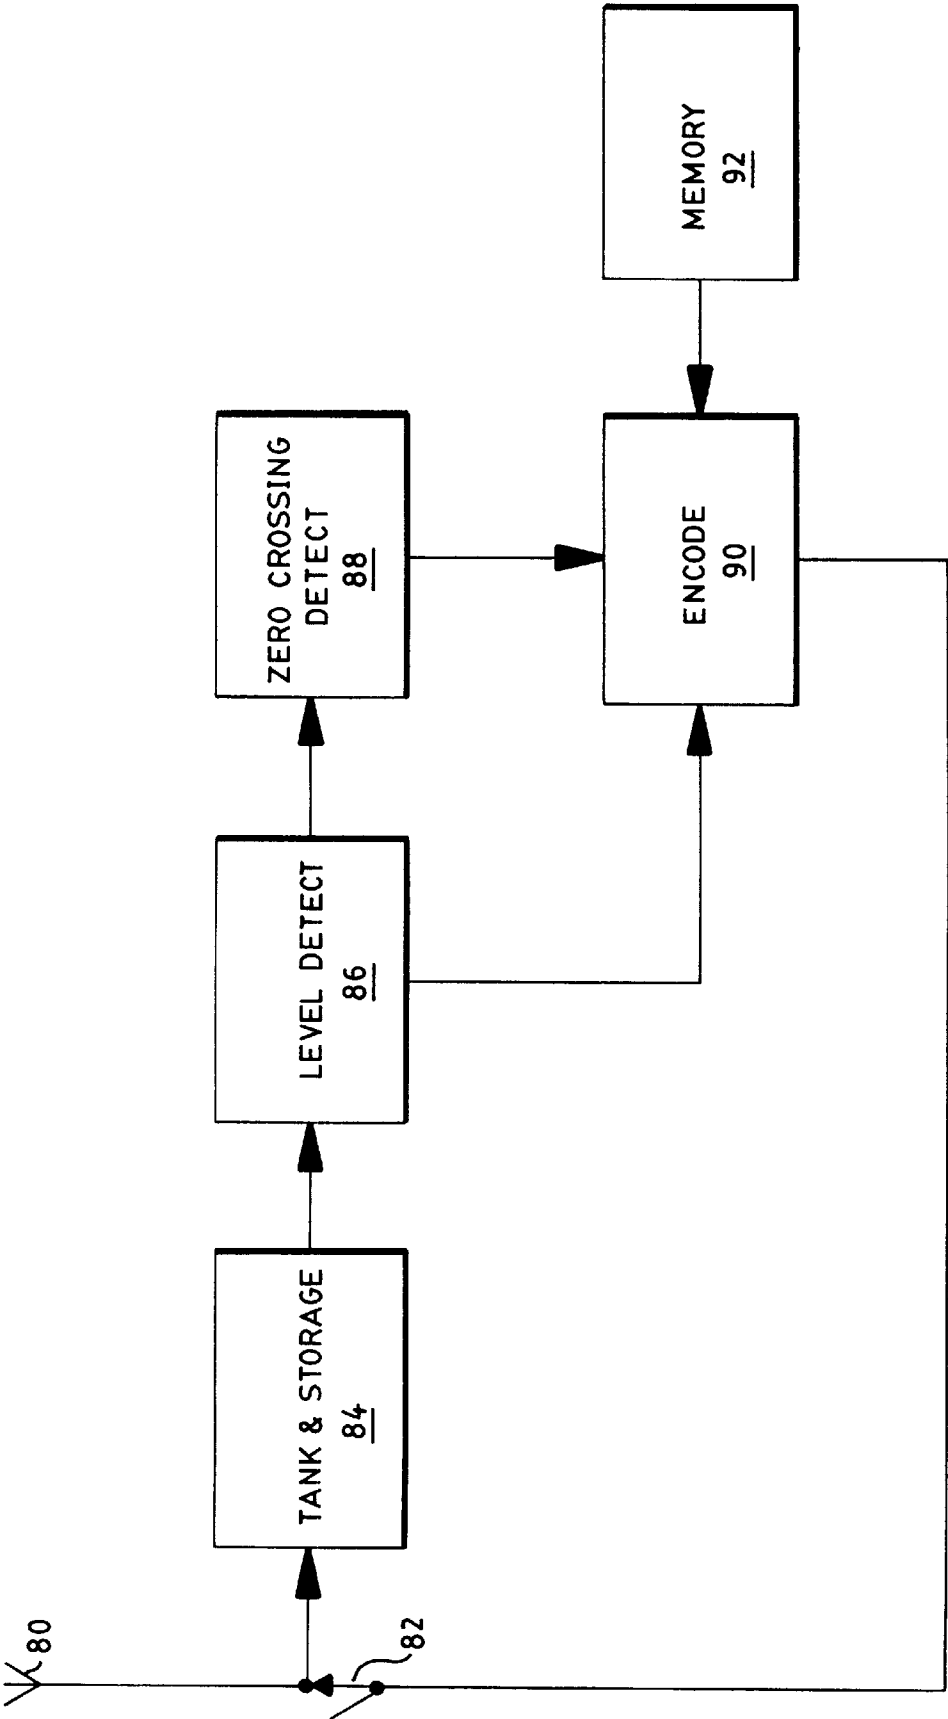 80
82
TANK & STORAGE
84
LEVEL DETECT
86
ZERO CROSSING
DETECT
88
ENCODE
90
MEMORY
92